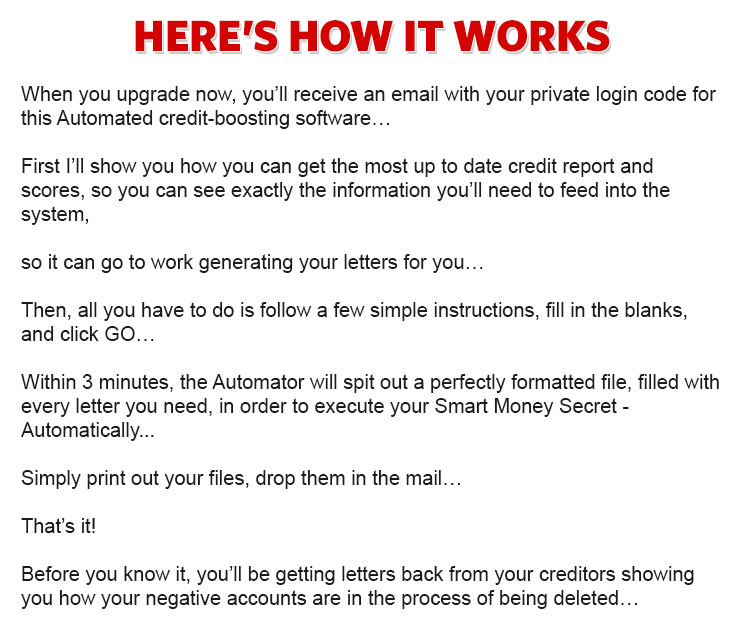 HERE'S HOW IT WORKS
When you upgrade now, you'll receive an email with your private login code for
this Automated credit-boosting software…
First I'll show you how you can get the most up to date credit report and
scores, so you can see exactly the information you'll need to feed into the
system,
so it can go to work generating your letters for you…
Then, all you have to do is follow a few simple instructions, fill in the blanks,
and click GO…
Within 3 minutes, the Automator will spit out a perfectly formatted file, filled with
every letter you need, in order to execute your Smart Money Secret -
Automatically...
Simply print out your files, drop them in the mail…
That's it!
Before you know it, you'll be getting letters back from your creditors showing
you how your negative accounts are in the process of being deleted…